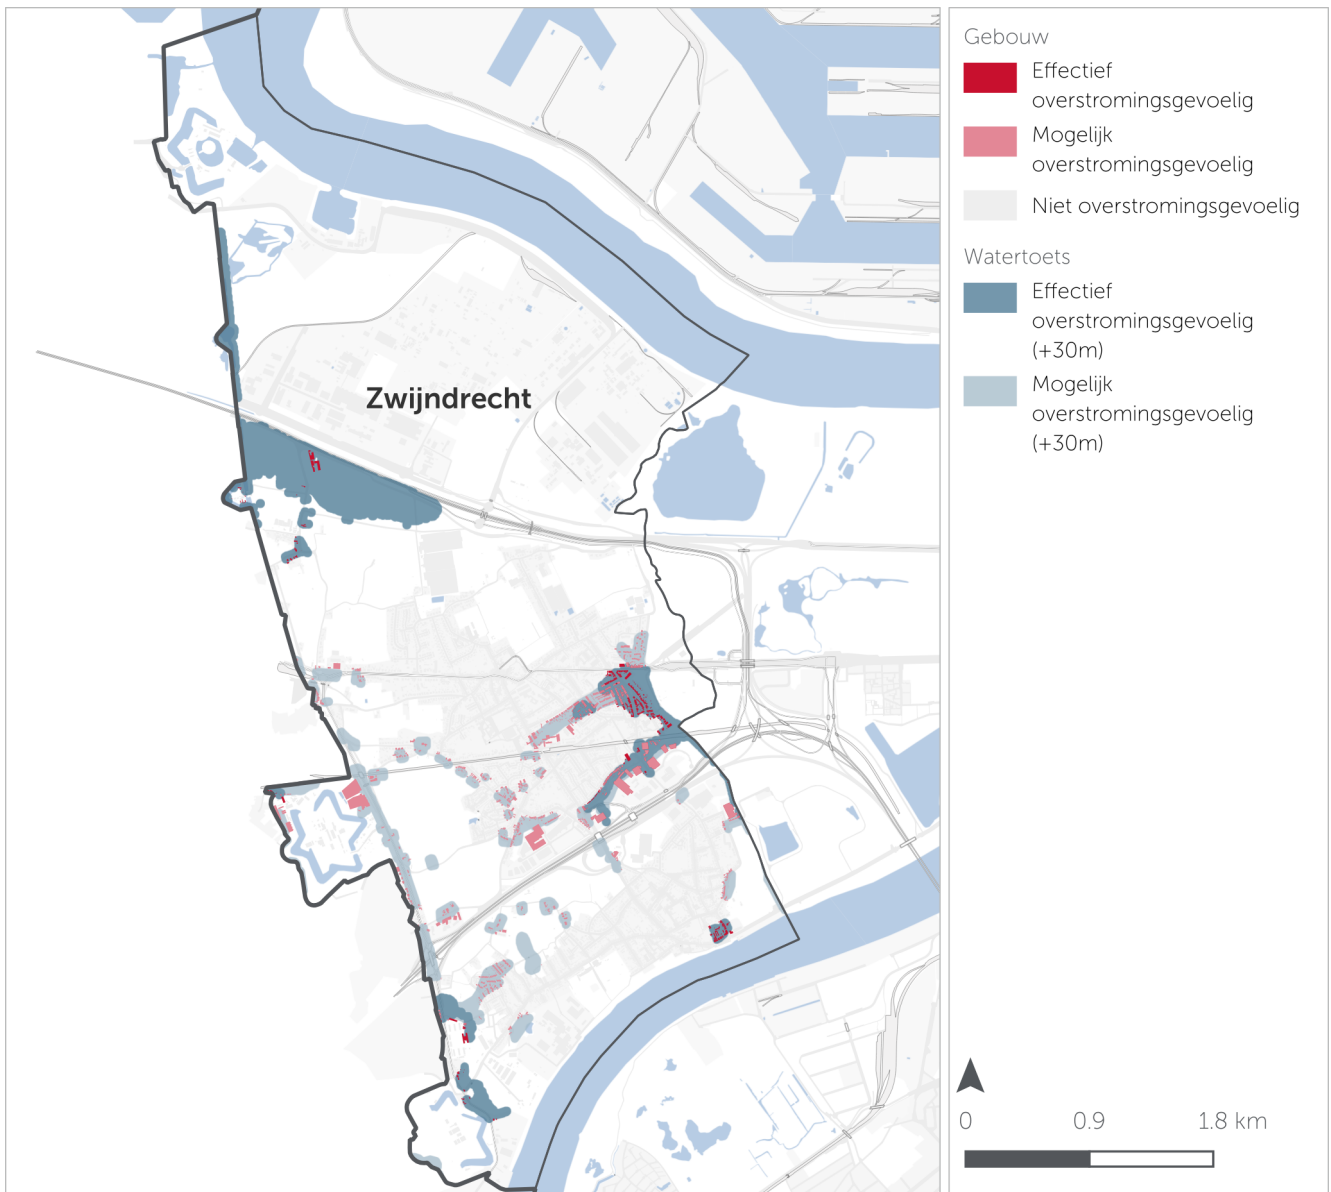 Zwijndrecht
Gebouw
Effectief
overstromingsgevoelig
Mogelijk
overstromingsgevoelig
Niet overstromingsgevoelig
Watertoets
Effectief
overstromingsgevoelig
(+30m)
Mogelijk
overstromingsgevoelig
(+30m)
0 0.9 1.8 km